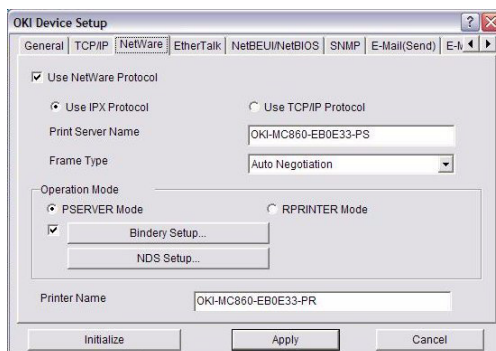 OKI Device Setup
General TCP/IP NetWare EtherTalk NetBEUI/NetBIOS SNMP E-Mail(Send)
Use NetWare Protocol
Use IPX Protocol Use TCP/IP Protocol
Print Server Name OKI-MC860-EB0E33-PS
Frame Type Auto Negotiation
Operation Mode
PSERVER Mode RPRINTER Mode
Bindery Setup...
NDS Setup...
Printer Name OKI-MC860-EB0E33-PR
Initialize Apply Cancel